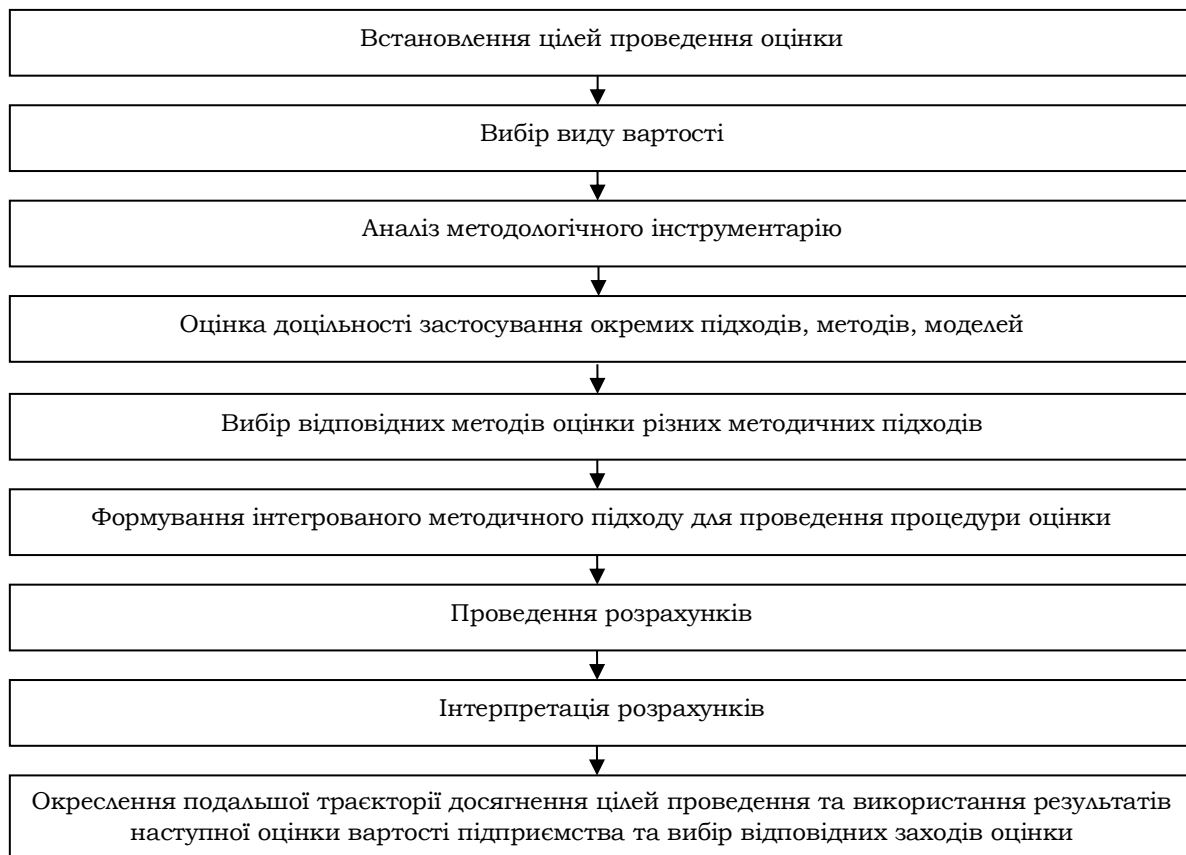 Встановлення цілей проведення оцінки
Вибір виду вартості
Аналіз методологічного інструментарію
Оцінка доцільності застосування окремих підходів, методів, моделей
Вибір відповідних методів оцінки різних методичних підходів
Формування інтегрованого методичного підходу для проведення процедури оцінки
Проведення розрахунків
Інтерпретація розрахунків
Окреслення подальшої траєкторії досягнення цілей проведення та використання результатів
наступної оцінки вартості підприємства та вибір відповідних заходів оцінки